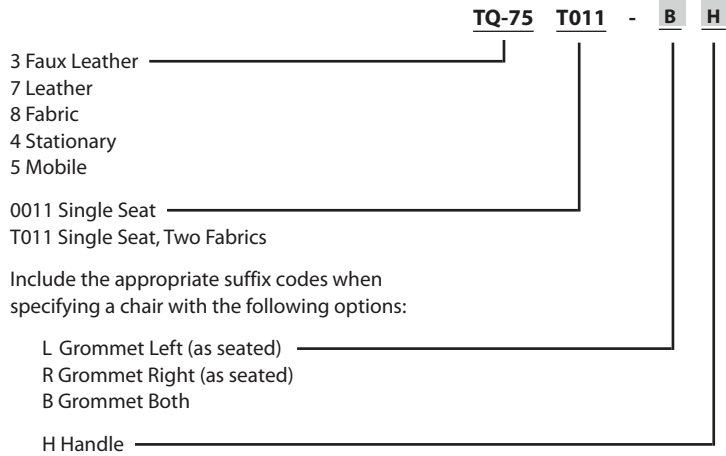 TQ-75 T011 - B H
3 Faux Leather
7 Leather
8 Fabric
4 Stationary
5 Mobile
0011 Single Seat
T011 Single Seat, Two Fabrics
Include the appropriate suffix codes when
specifying a chair with the following options:
L Grommet Left (as seated)
R Grommet Right (as seated)
B Grommet Both
H Handle